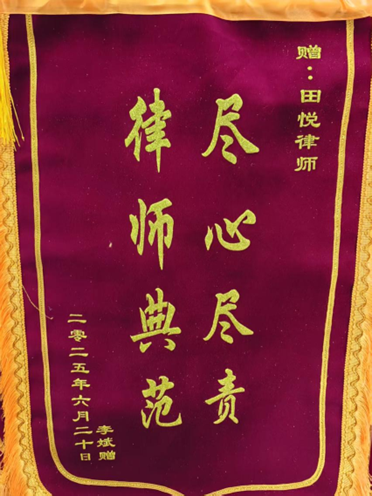 赠：田悦律师
尽心尽责
律师典范
李斌赠
二零二五年六月二十日